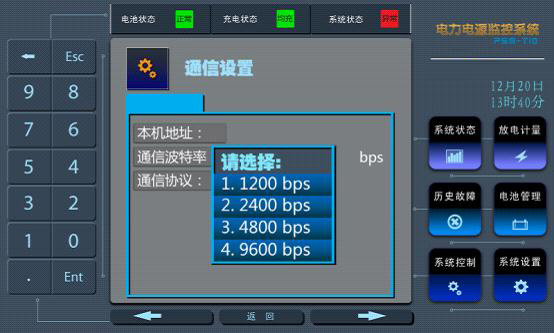 电池状态 正常 充电状态 均充 系统状态 异常
电力电源监控系统
PSM-T10
← Esc
9 8
7 6
5 4
3 2
1 0
. Ent
通信设置
本机地址：
通信波特率
bps
通信协议：
请选择:
1. 1200 bps
2. 2400 bps
3. 4800 bps
4. 9600 bps
返 回
12月20日
13时40分
系统状态 放电计量
历史故障 电池管理
系统控制 系统设置